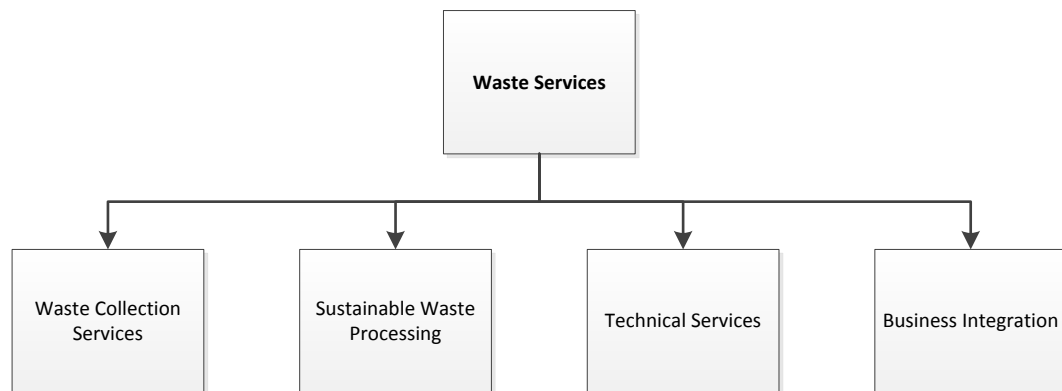 Waste Services
Waste Collection
Services
Sustainable Waste
Processing
Technical Services
Business Integration